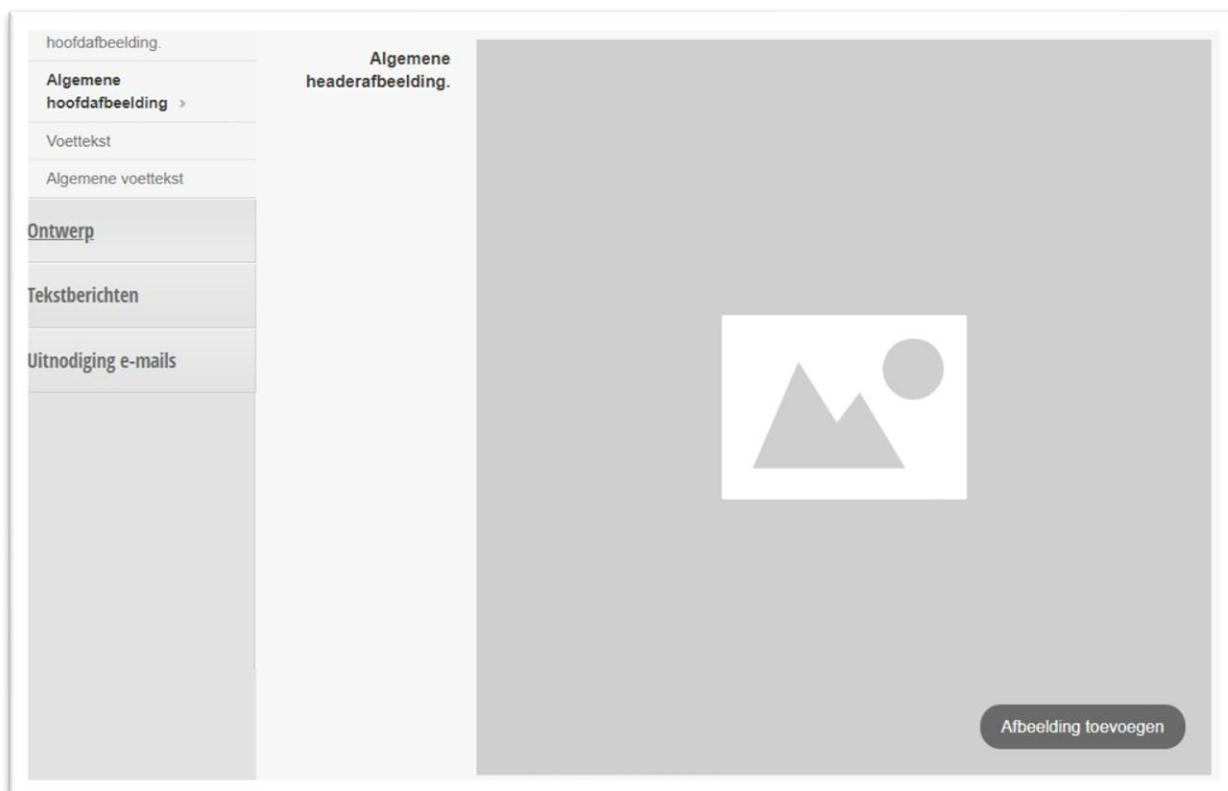 hoofdafbeelding.
Algemene
hoofdafbeelding >
Voettekst
Algemene voettekst
Ontwerp
Tekstberichten
Uitnodiging e-mails
Algemene
headerafbeelding.
Afbeelding toevoegen